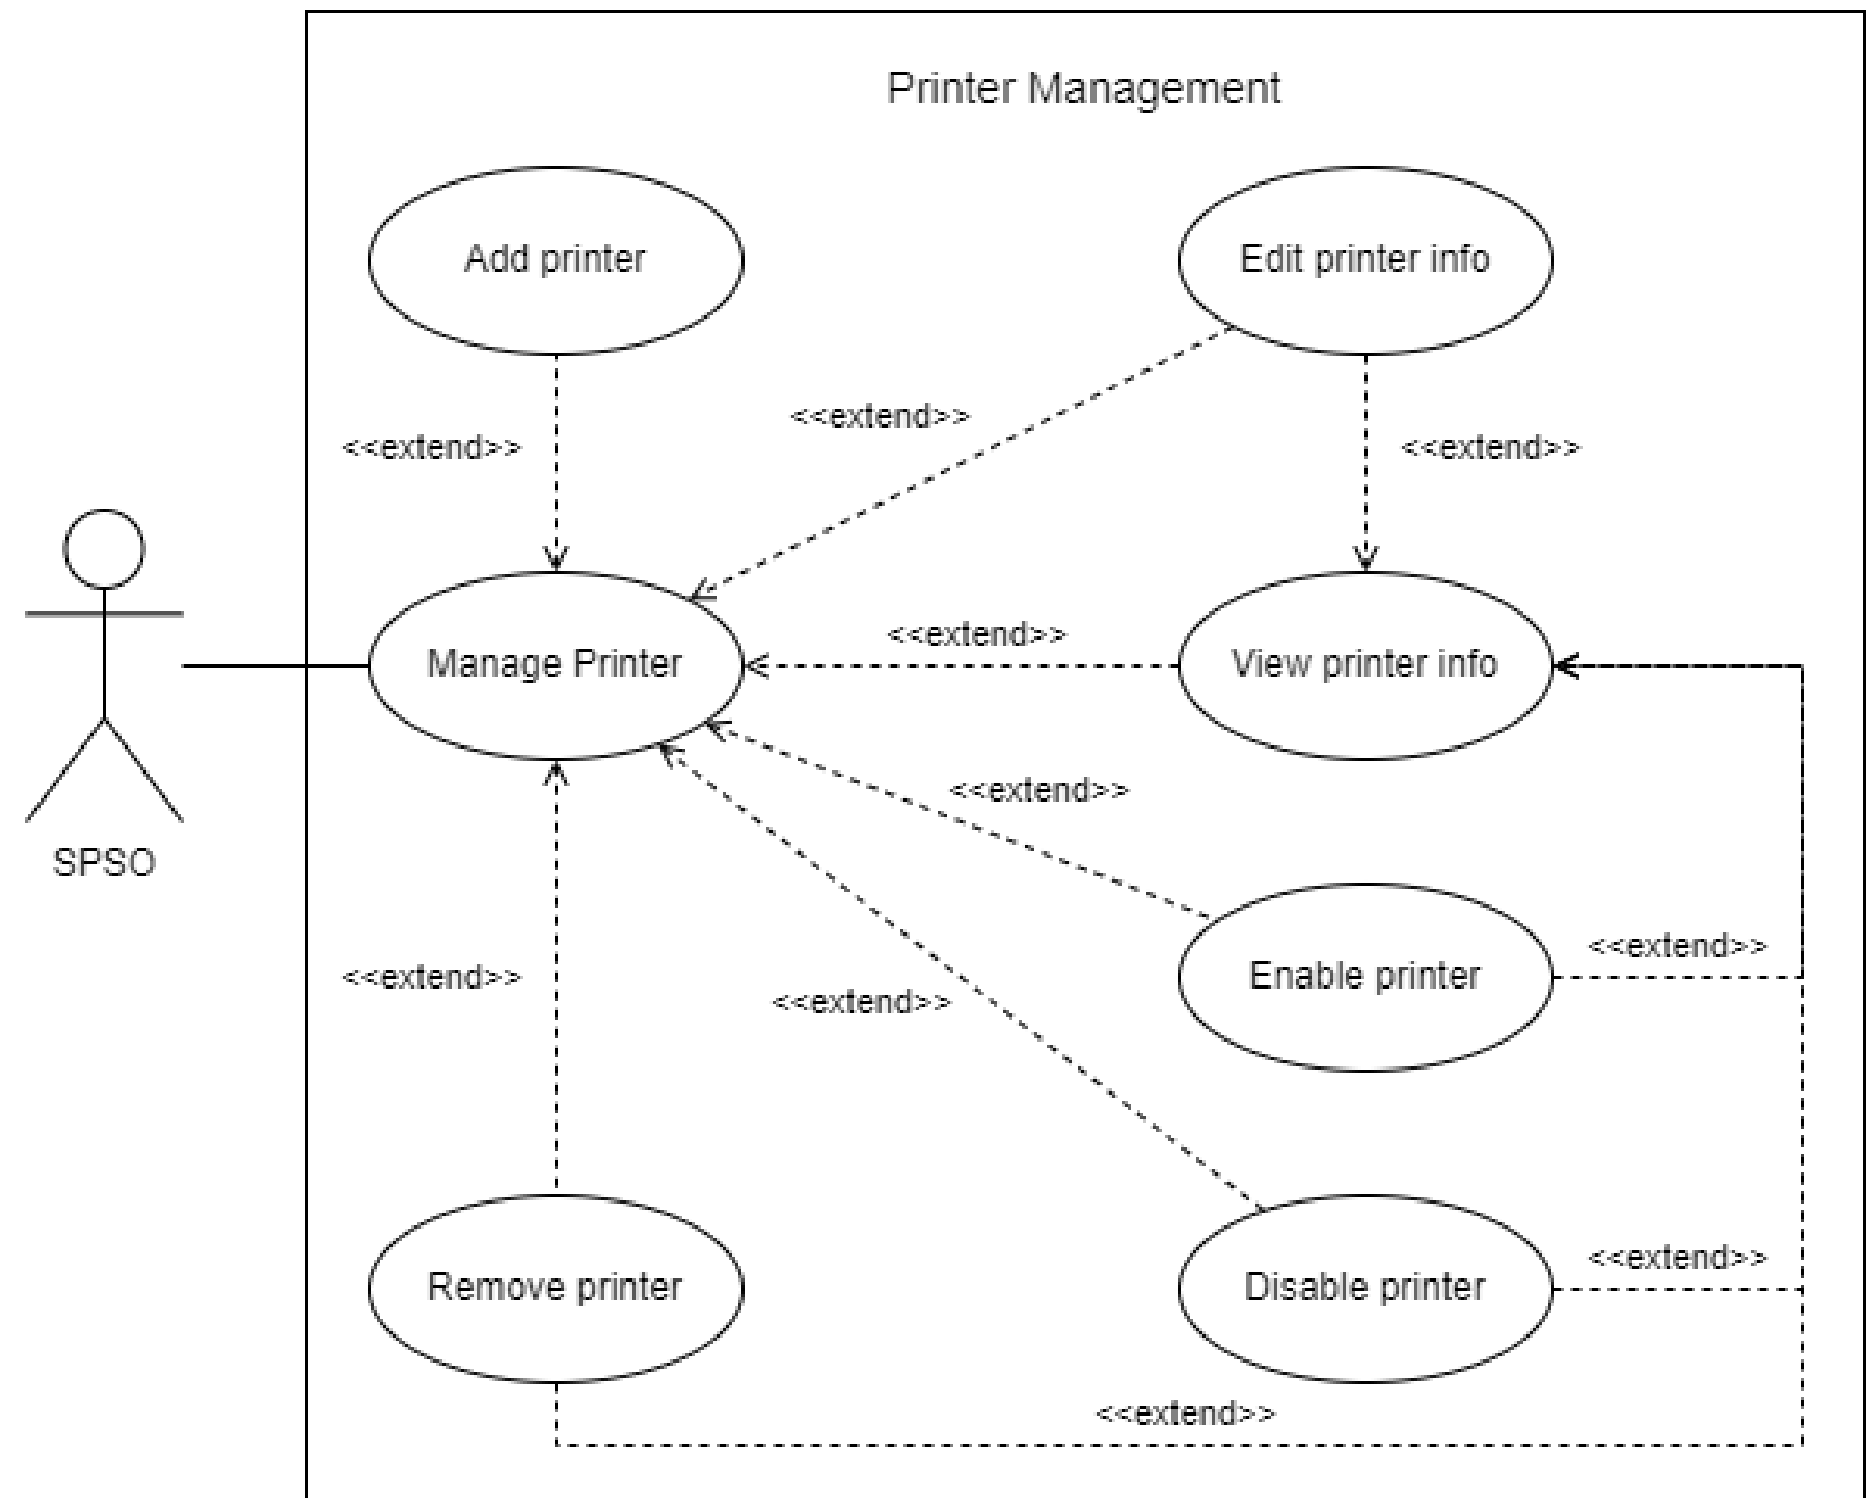 Printer Management
Add printer
Edit printer info
<<extend>>
<<extend>>
<<extend>>
<<extend>>
Manage Printer
View printer info
<<extend>>
SPSO
<<extend>>
<<extend>>
<<extend>>
Enable printer
<<extend>>
<<extend>>
Remove printer
Disable printer
<<extend>>